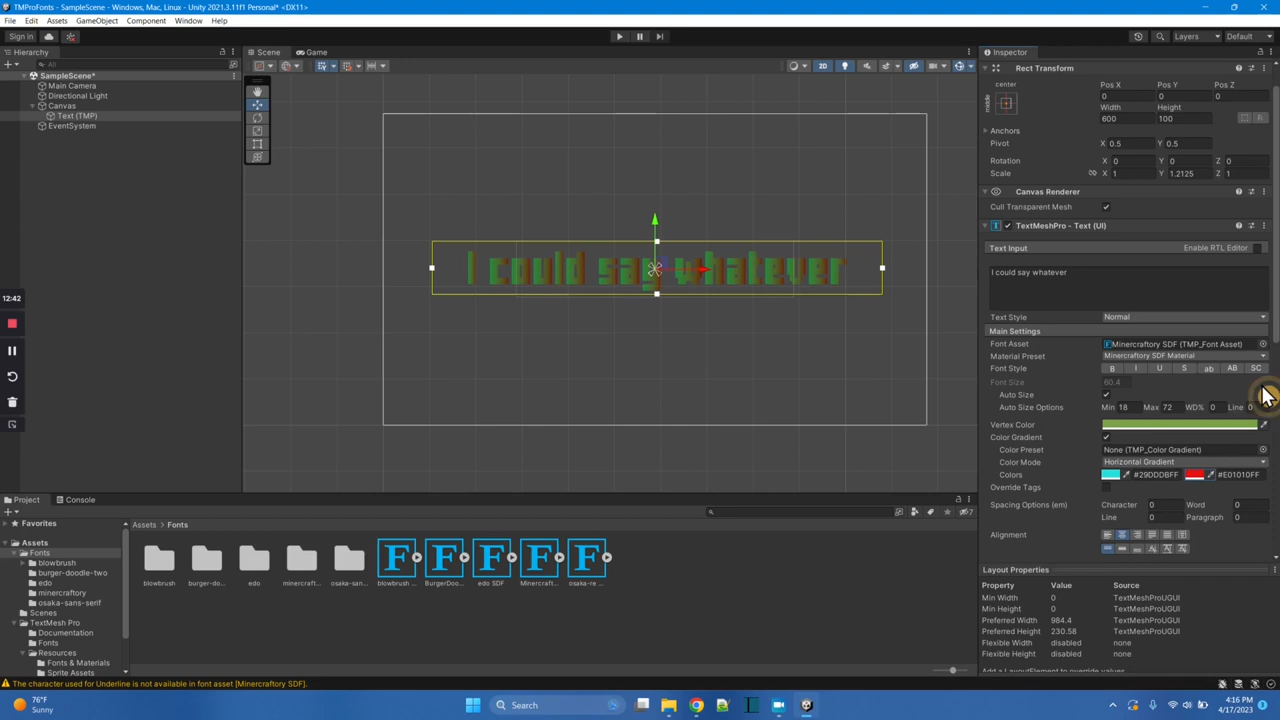 TMProFonts - SampleScene - Windows, Mac, Linux - Unity 2021.3.11f1 Personal* <DX11>
File Edit Assets GameObject Component Window Help
Sign in Layers Default
Hierarchy Scene Game Inspector
All
2D
SampleScene*
Main Camera
Directional Light
Canvas
Text (TMP)
EventSystem
I could say whatever
12:42
Rect Transform
center
middle
Pos X Pos Y Pos Z
0 0 0
Width Height
600 100
R
Anchors
Pivot X 0.5 Y 0.5
Rotation X 0 Y 0 Z 0
Scale X 1 Y 1.2125 Z 1
Canvas Renderer
Cull Transparent Mesh
TextMeshPro - Text (UI)
Text Input Enable RTL Editor
I could say whatever
Text Style Normal
Main Settings
Font Asset Minercraftory SDF (TMP_Font Asset)
Material Preset Minercraftory SDF Material
Font Style B I U S ab AB SC
Font Size 60.4
Auto Size
Auto Size Options Min 18 Max 72 WD% 0 Line 0
Vertex Color
Color Gradient
Color Preset None (TMP_Color Gradient)
Color Mode Horizontal Gradient
Colors #29DDDBFF #E01010FF
Override Tags
Spacing Options (em) Character 0 Word 0
Line 0 Paragraph 0
Alignment
Layout Properties
Property Value Source
Min Width 0 TextMeshProUGUI
Min Height 0 TextMeshProUGUI
Preferred Width 984.4 TextMeshProUGUI
Preferred Height 230.58 TextMeshProUGUI
Flexible Width disabled none
Flexible Height disabled none
Add a LayoutElement to override values.
Project Console
7
Favorites
Assets
Fonts
blowbrush
burger-doodle-two
edo
minercraftory
osaka-sans-serif
Scenes
TextMesh Pro
Documentation
Fonts
Resources
Fonts & Materials
Sprite Assets
Assets Fonts
blowbrush burger-do... edo minercraft... osaka-san... blowbrush ... BurgerDoo... edo SDF Minercraft... osaka-re ...
The character used for Underline is not available in font asset [Minercraftory SDF].
76°F
Sunny
Search
4:16 PM
4/17/2023